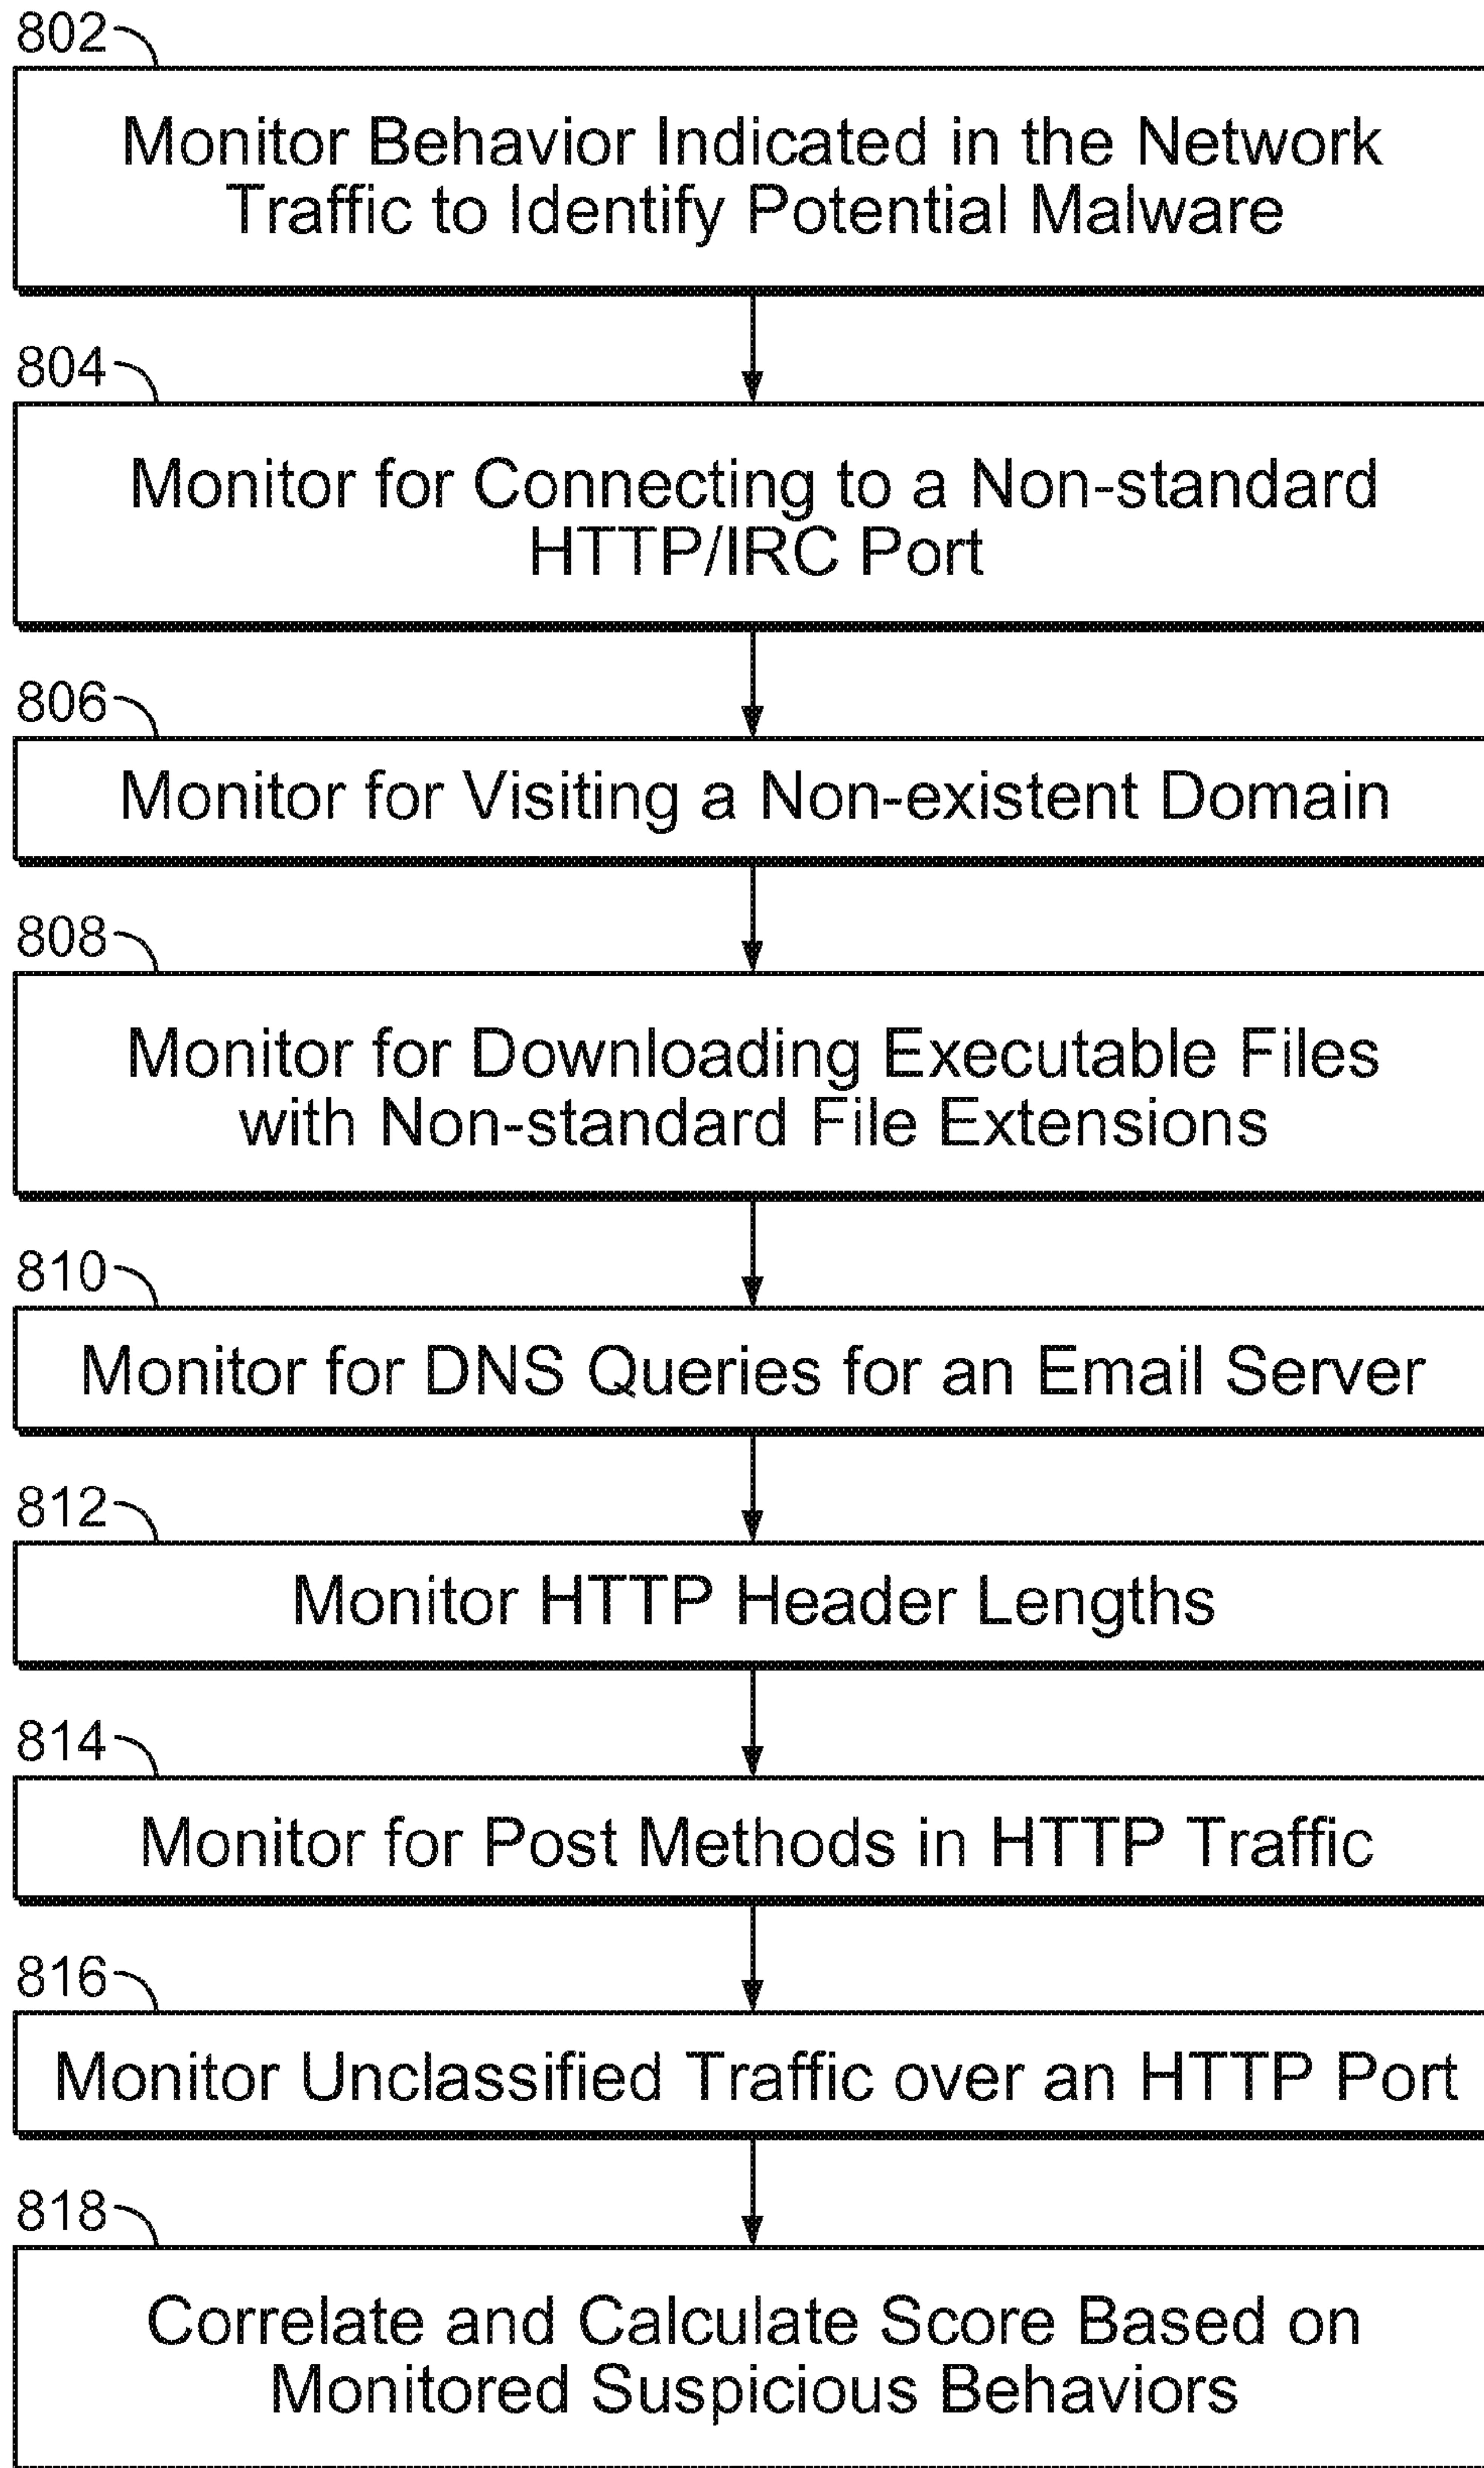 802
Monitor Behavior Indicated in the Network
Traffic to Identify Potential Malware
804
Monitor for Connecting to a Non-standard
HTTP/IRC Port
806
Monitor for Visiting a Non-existent Domain
808
Monitor for Downloading Executable Files
with Non-standard File Extensions
810
Monitor for DNS Queries for an Email Server
812
Monitor HTTP Header Lengths
814
Monitor for Post Methods in HTTP Traffic
816
Monitor Unclassified Traffic over an HTTP Port
818
Correlate and Calculate Score Based on
Monitored Suspicious Behaviors